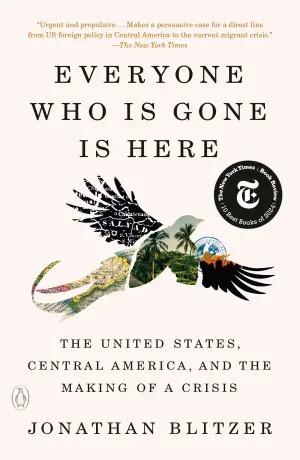 “Urgent and propulsive . . . Makes a persuasive case for a direct line
from US foreign policy in Central America to the current migrant crisis.”
—The New York Times
EVERYONE
WHO IS GONE
IS HERE
The New York Times | Book Review
T
10 Best Books of 2024
SALVAD
THE UNITED STATES,
CENTRAL AMERICA, AND THE
MAKING OF A CRISIS
JONATHAN BLITZER